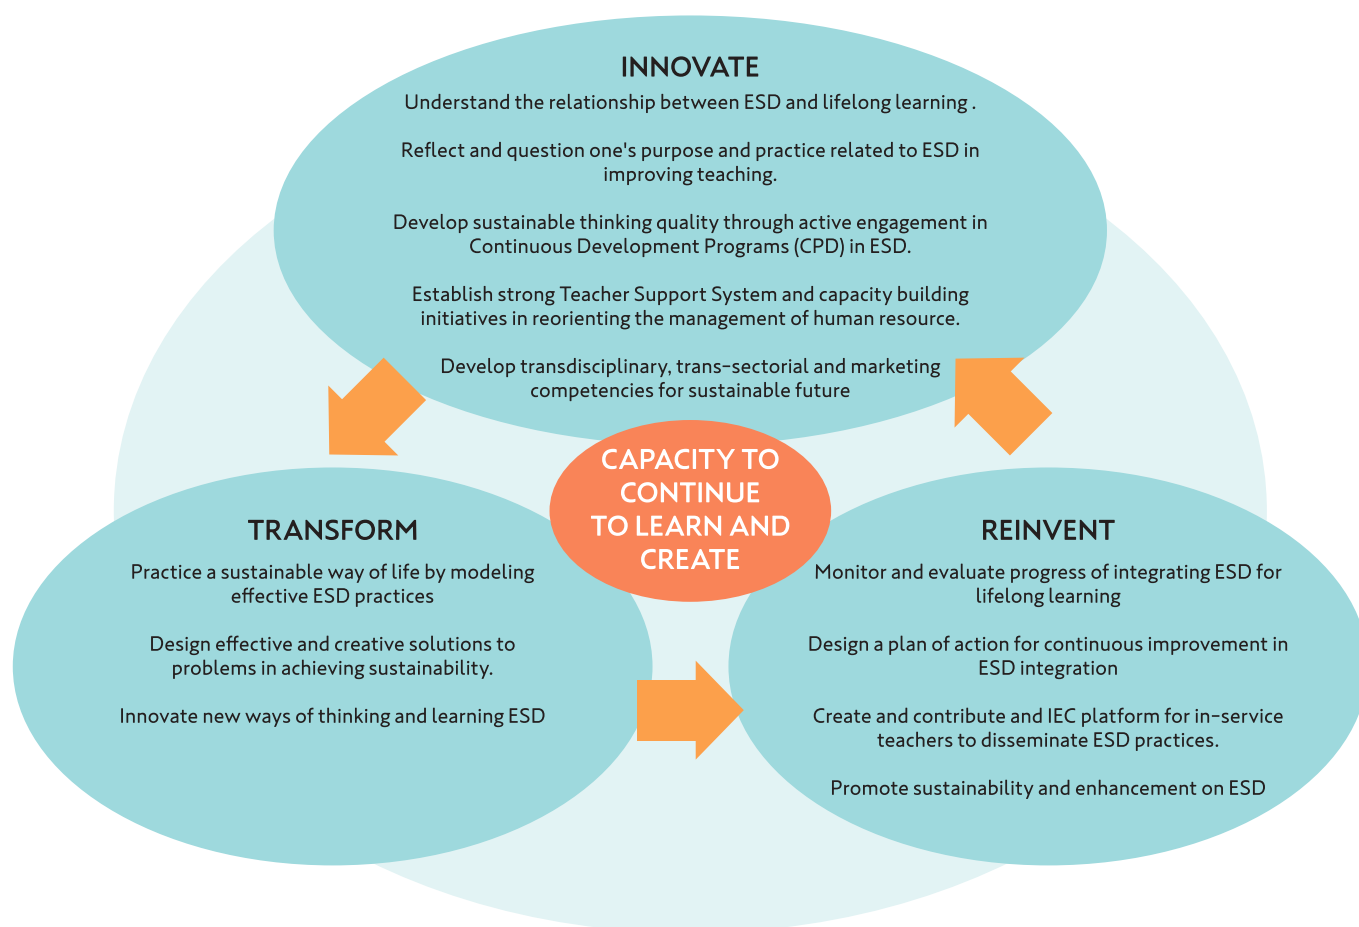 INNOVATE
Understand the relationship between ESD and lifelong learning .
Reflect and question one's purpose and practice related to ESD in
improving teaching.
Develop sustainable thinking quality through active engagement in
Continuous Development Programs (CPD) in ESD.
Establish strong Teacher Support System and capacity building
initiatives in reorienting the management of human resource.
Develop transdisciplinary, trans-sectorial and marketing
competencies for sustainable future
CAPACITY TO
CONTINUE
TO LEARN AND
CREATE
TRANSFORM
Practice a sustainable way of life by modeling
effective ESD practices
Design effective and creative solutions to
problems in achieving sustainability.
Innovate new ways of thinking and learning ESD
REINVENT
Monitor and evaluate progress of integrating ESD for
lifelong learning
Design a plan of action for continuous improvement in
ESD integration
Create and contribute and IEC platform for in-service
teachers to disseminate ESD practices.
Promote sustainability and enhancement on ESD